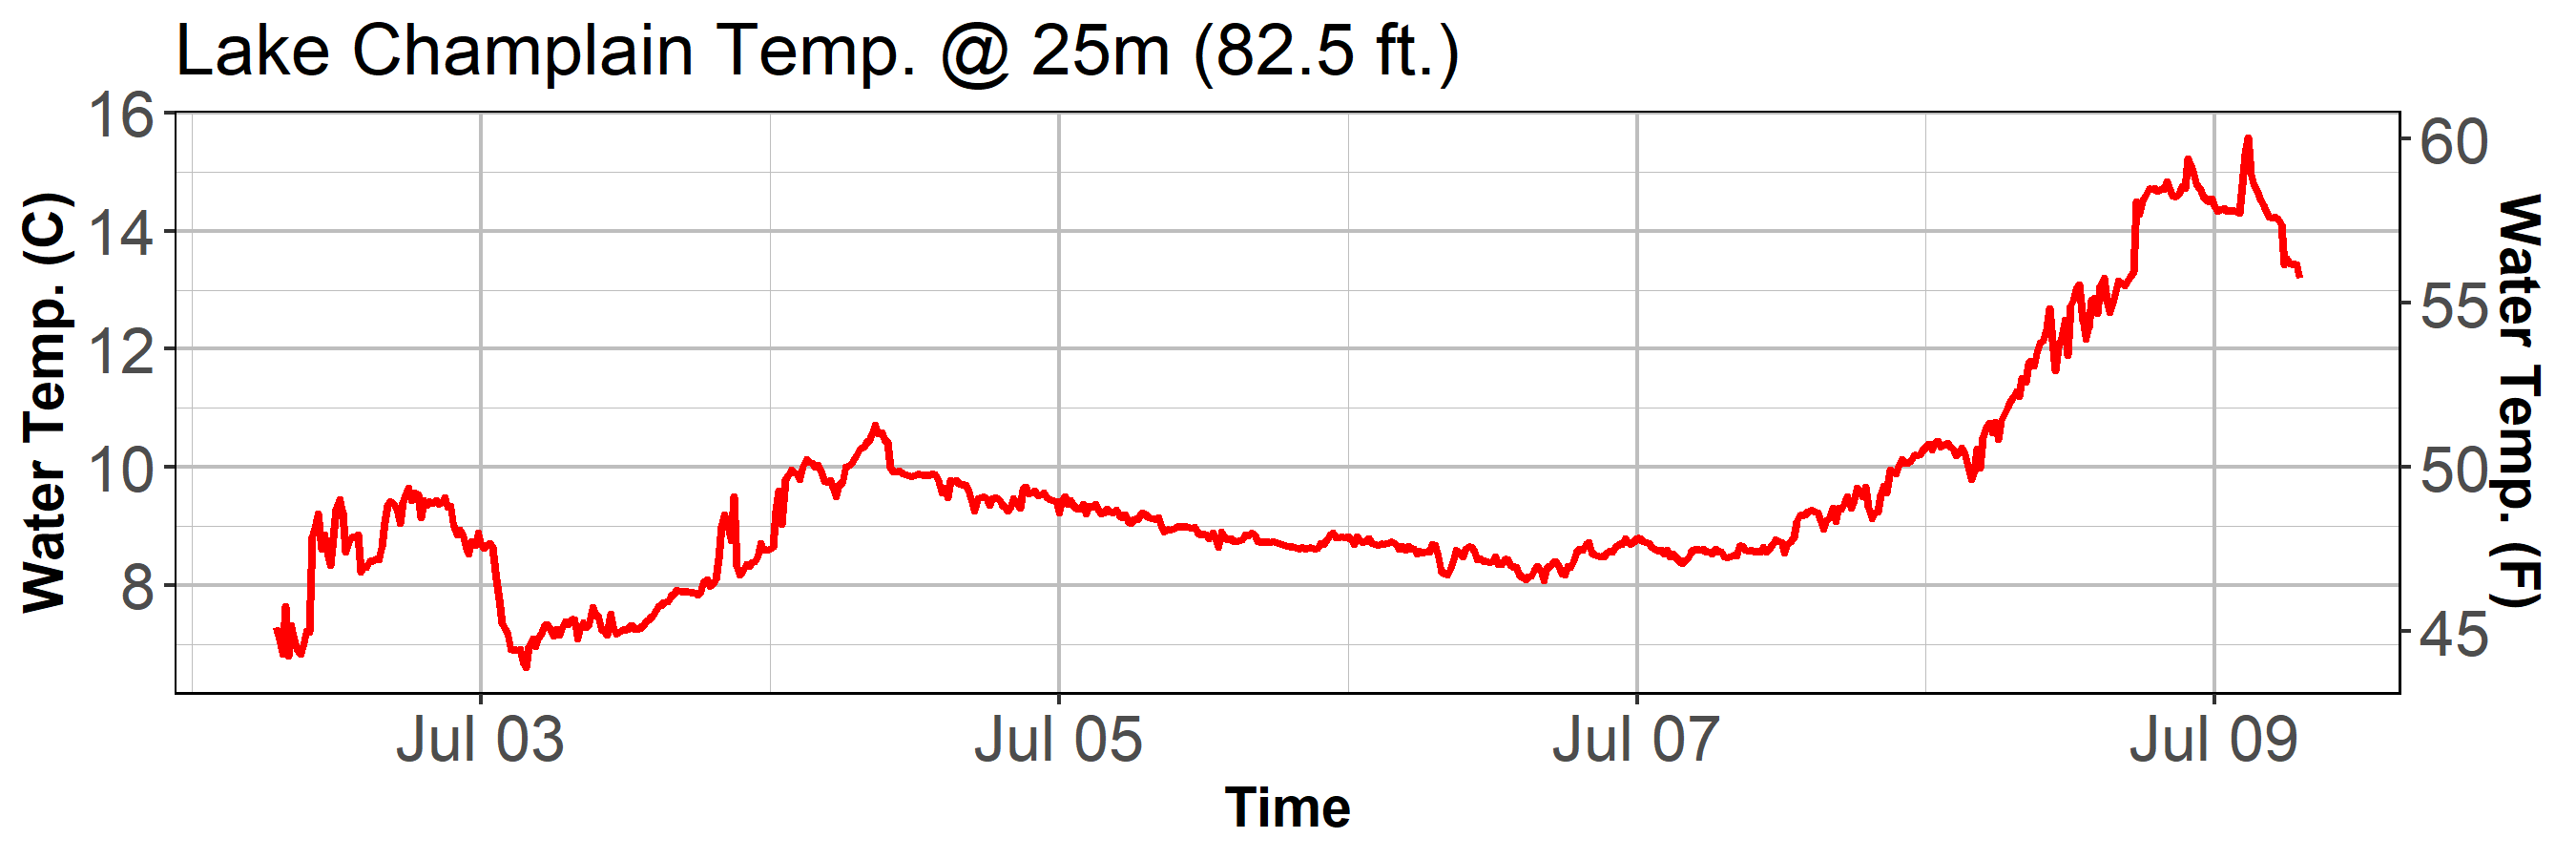 Lake Champlain Temp. @ 25m (82.5 ft.)
Water Temp. (C)
16
14
12
10
8
60
55
50
45
Water Temp. (F)
Jul 03 Jul 05 Jul 07 Jul 09
Time